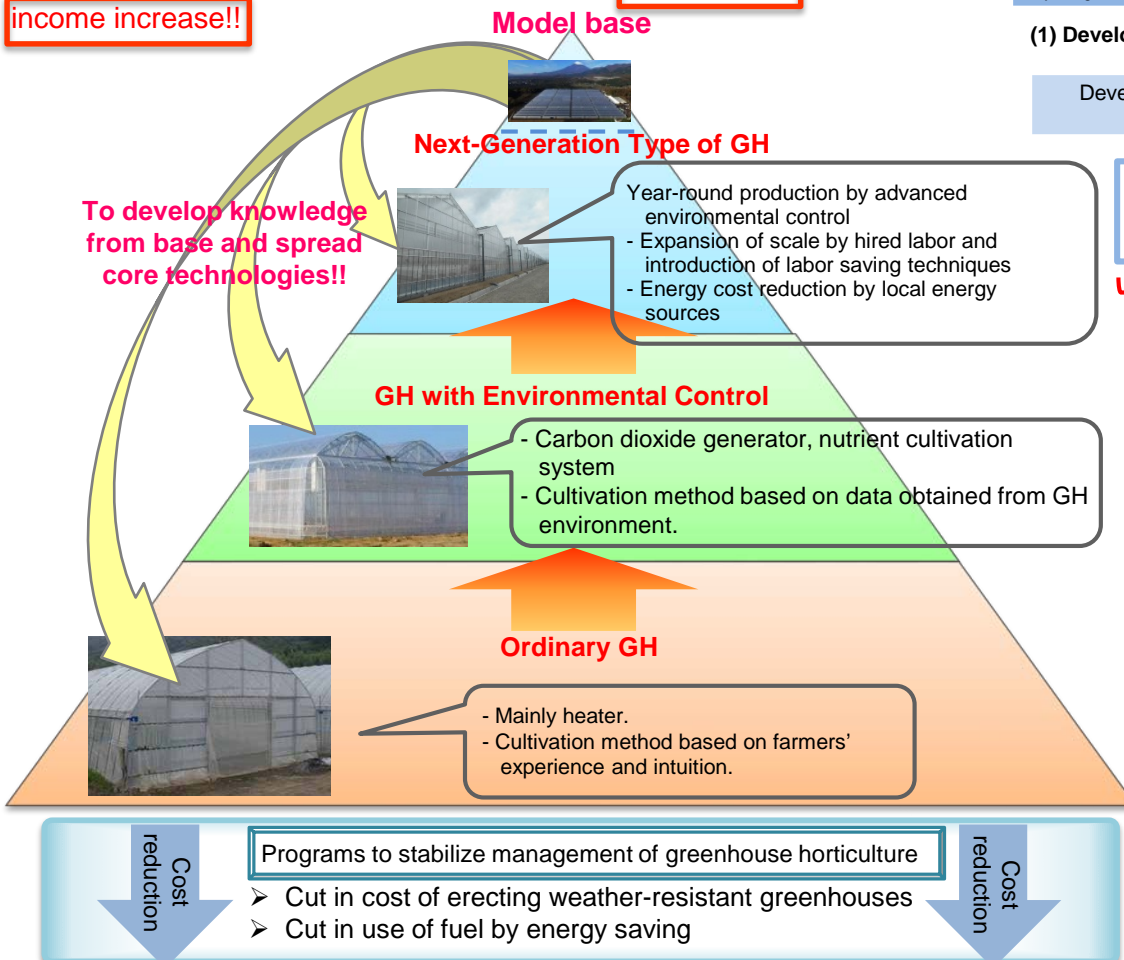 income increase!!
Model base
(1) Develo
Deve
Next-Generation Type of GH
Year-round production by advanced
environmental control
- Expansion of scale by hired labor and
introduction of labor saving techniques
- Energy cost reduction by local energy
sources
To develop knowledge
from base and spread
core technologies!!
GH with Environmental Control
- Carbon dioxide generator, nutrient cultivation
system
- Cultivation method based on data obtained from GH
environment.
Ordinary GH
- Mainly heater.
- Cultivation method based on farmers'
experience and intuition.
Cost
reduction
Programs to stabilize management of greenhouse horticulture
➢ Cut in cost of erecting weather-resistant greenhouses
➢ Cut in use of fuel by energy saving
Cost
reduction